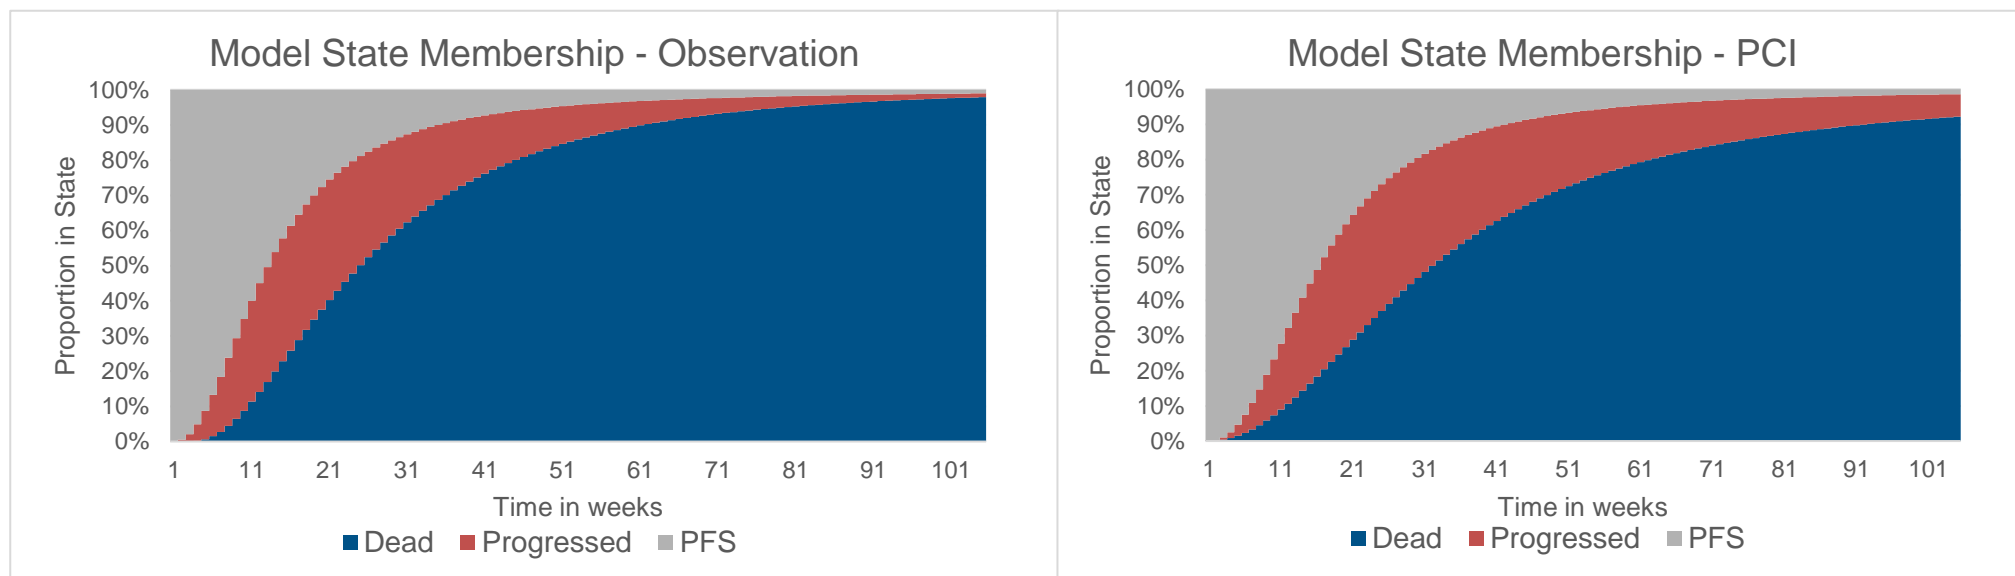 Model State Membership - Observation
Proportion in State
100%
90%
80%
70%
60%
50%
40%
30%
20%
10%
0%
1 11 21 31 41 51 61 71 81 91 101
Time in weeks
Dead Progressed PFS
Model State Membership - PCI
Proportion in State
100%
90%
80%
70%
60%
50%
40%
30%
20%
10%
0%
1 11 21 31 41 51 61 71 81 91 101
Time in weeks
Dead Progressed PFS